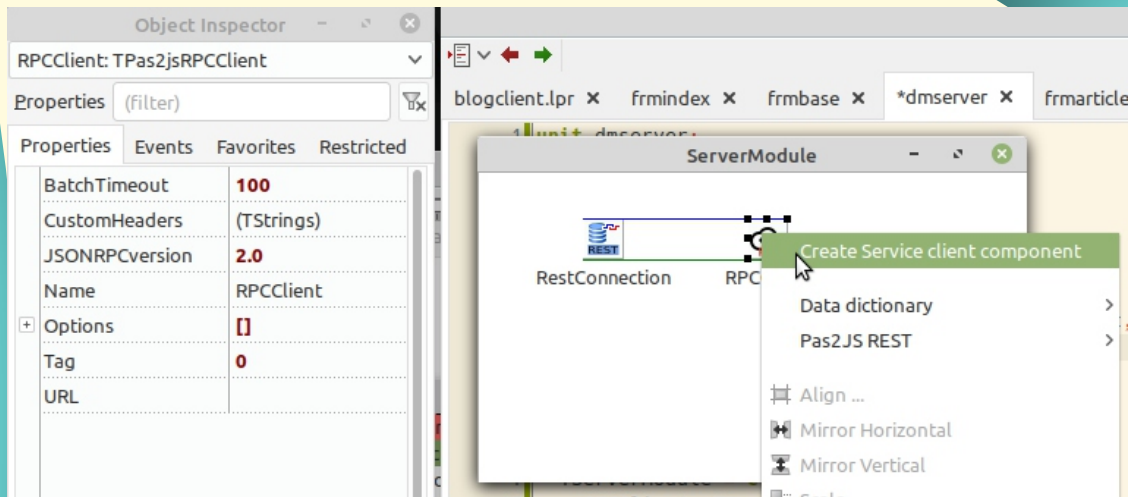 Object Inspector
RPCClient: TPas2jsRPCClient
Properties (filter)
Properties Events Favorites Restricted
BatchTimeout 100
CustomHeaders (TStrings)
JSONRPCversion 2.0
Name RPCClient
Options []
Tag 0
URL
blogclient.lpr frmindex frmbase *dmserver frmarticle
1 unit dmserver;
ServerModule
REST
RestConnection RPC
Create Service client component
Data dictionary
Pas2JS REST
Align ...
Mirror Horizontal
Mirror Vertical